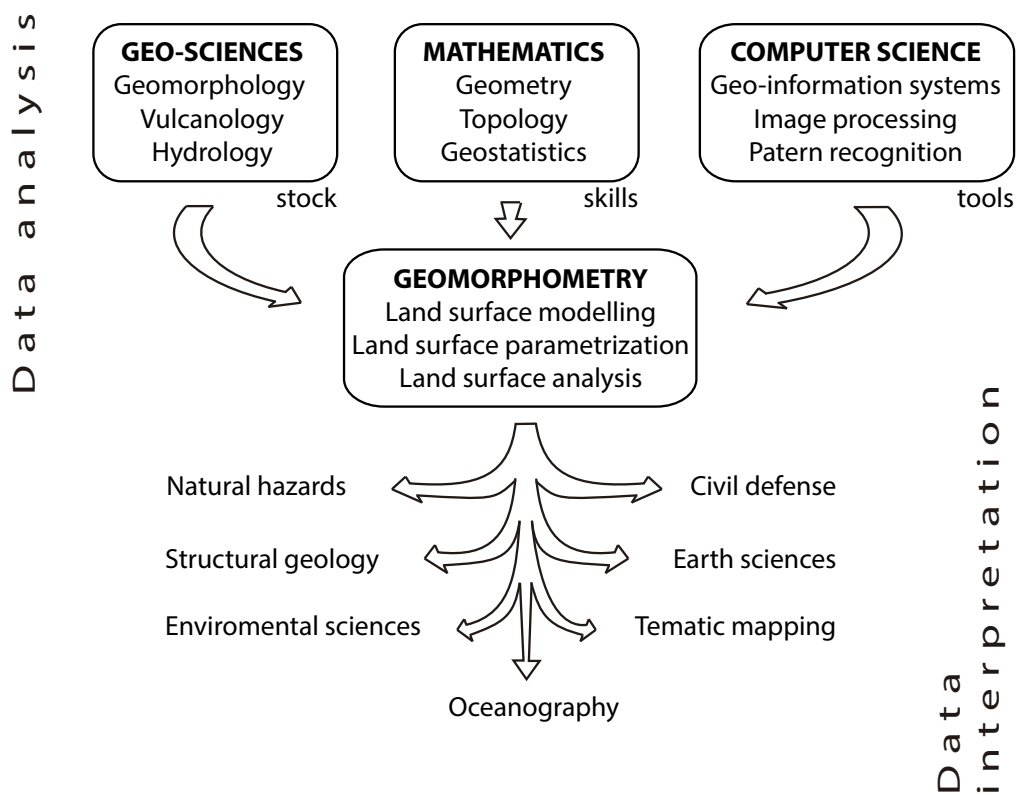 Data analysis
GEO-SCIENCES
Geomorphology
Vulcanology
Hydrology
stock
MATHEMATICS
Geometry
Topology
Geostatistics
skills
COMPUTER SCIENCE
Geo-information systems
Image processing
Patern recognition
tools
GEOMORPHOMETRY
Land surface modelling
Land surface parametrization
Land surface analysis
Natural hazards
Civil defense
Structural geology
Earth sciences
Enviromental sciences
Tematic mapping
Oceanography
Data
interpretation